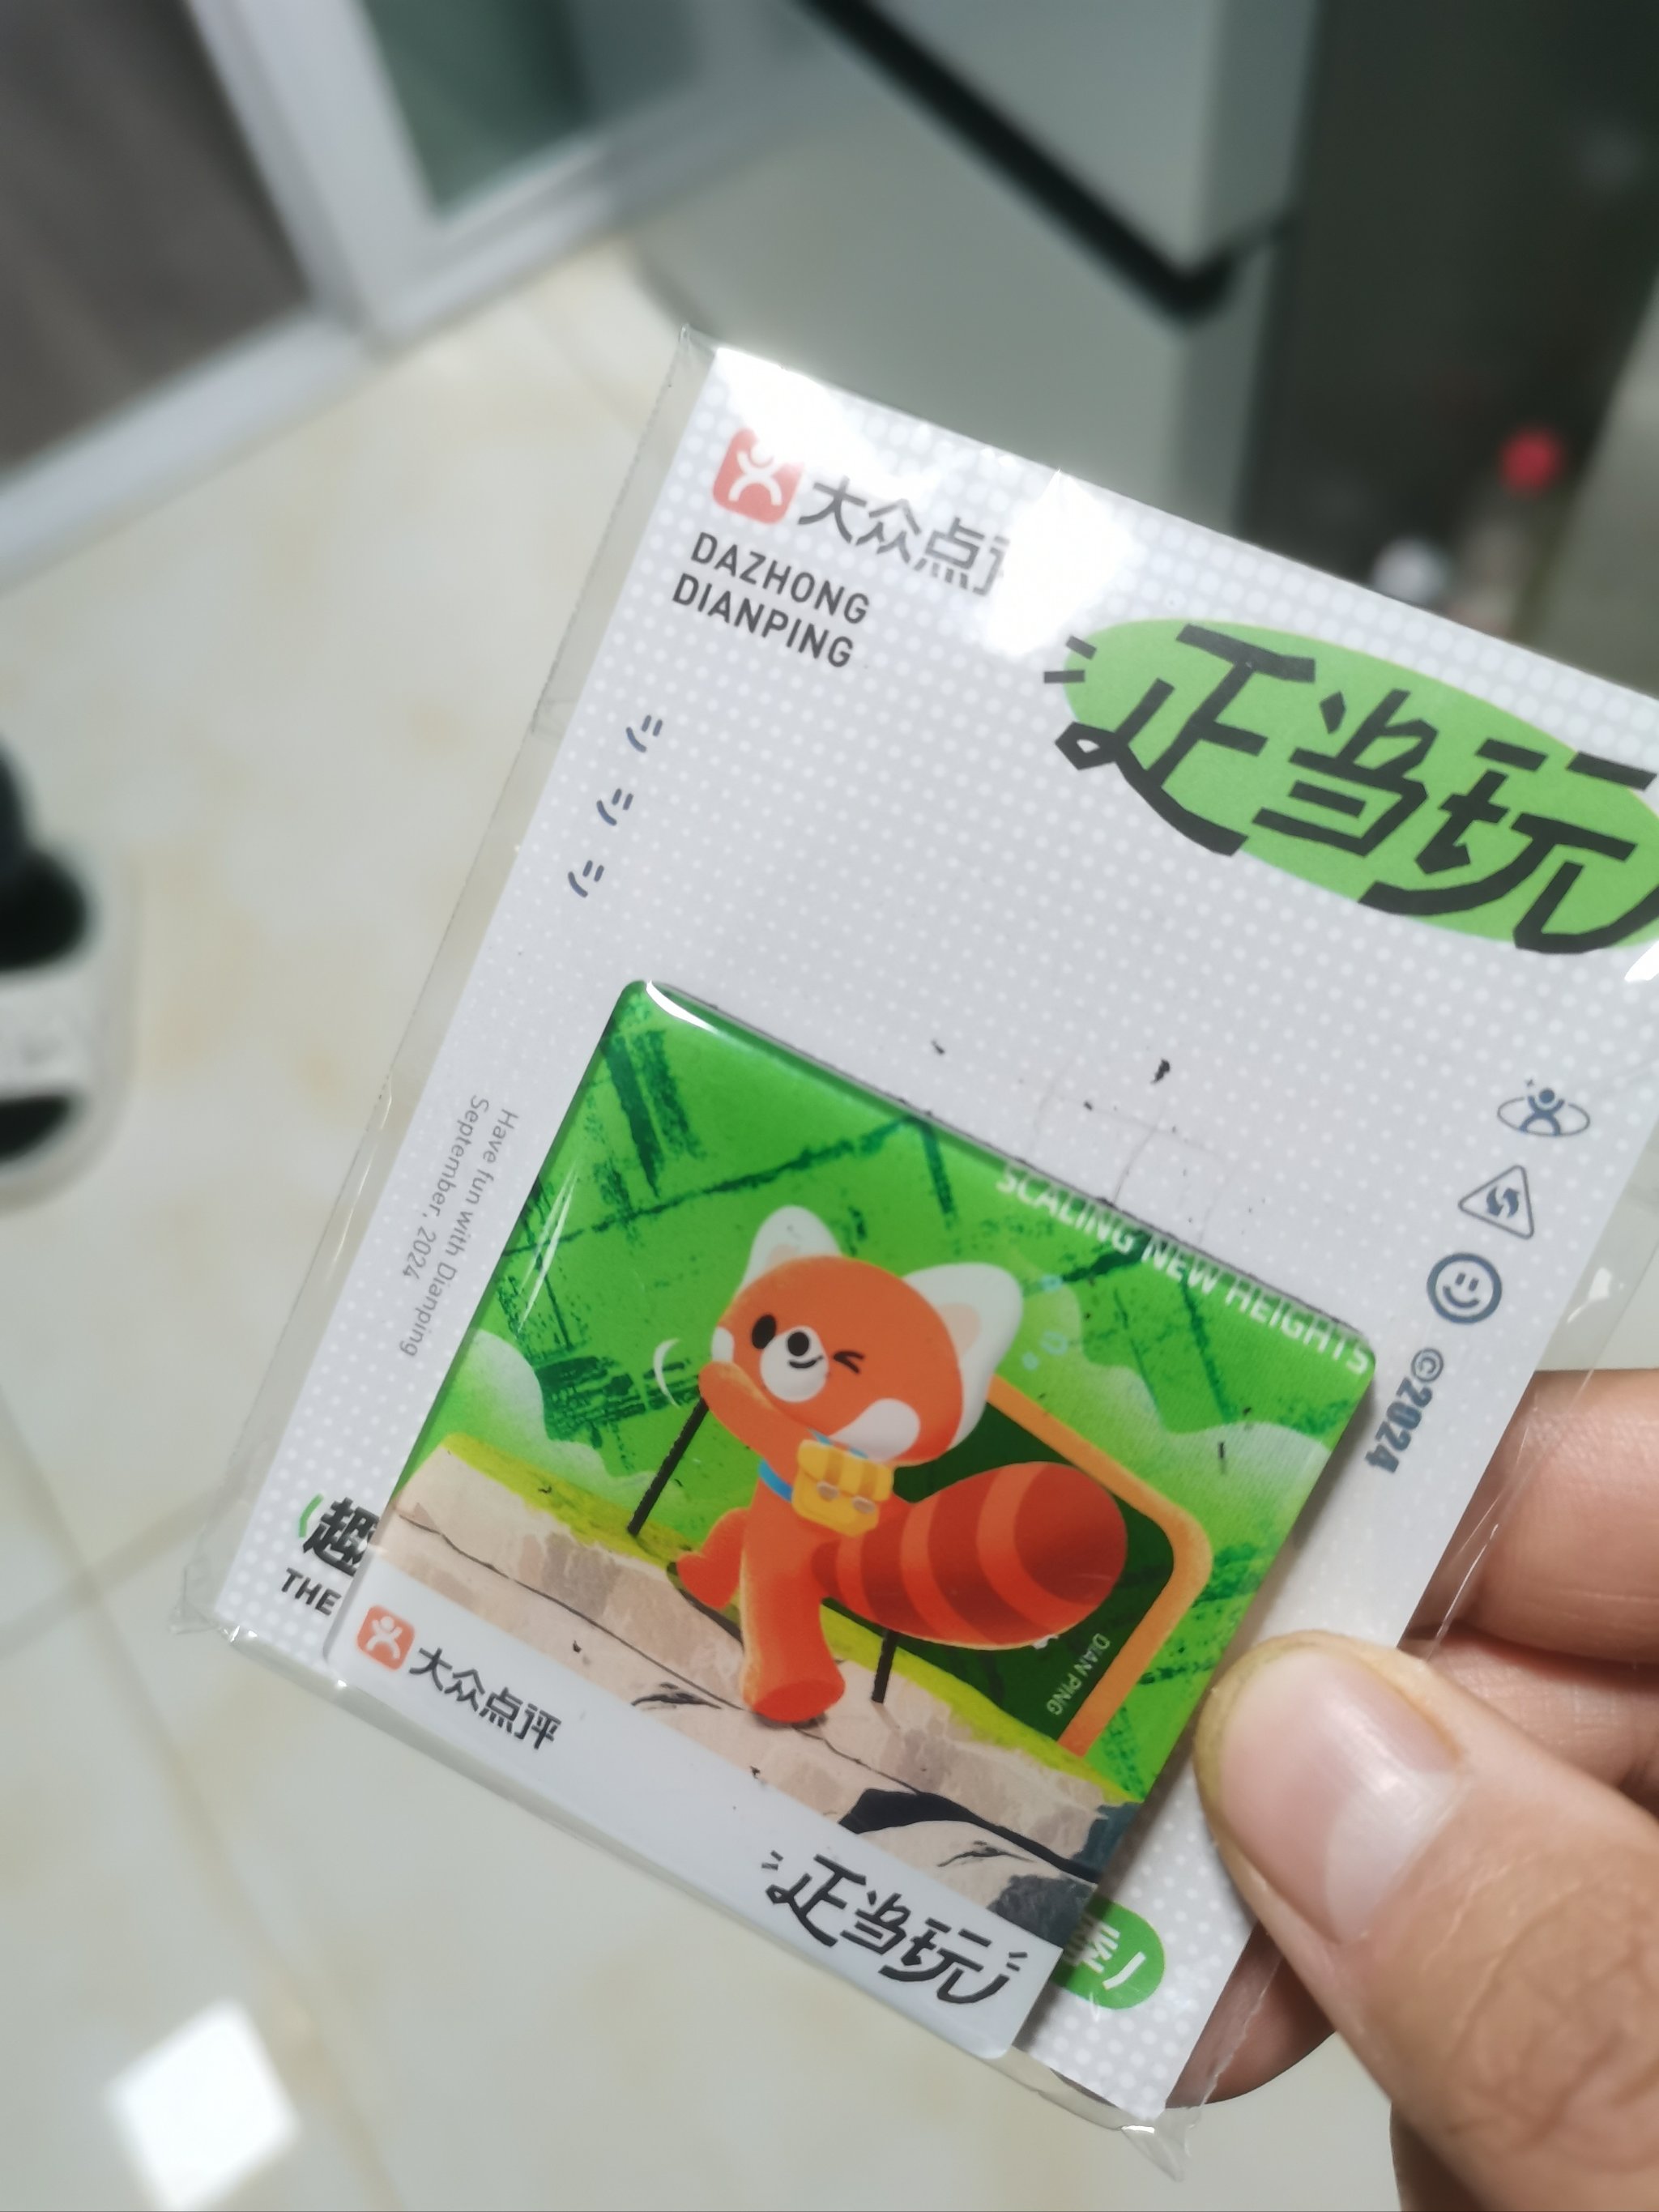 大众点
DAZHONG
DIANPING
正当玩
Have fun with Dianping
September, 2024
©2024
SCALING NEW HEIGHTS
DIAN PING
趣
THE
大众点评
正当玩